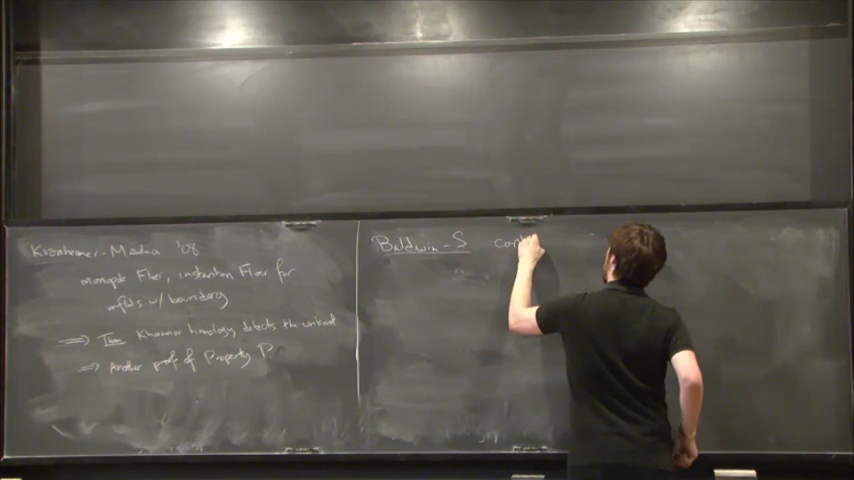 Kronheimer-Mrowka '08
monopole Floer, instanton Floer for
mflds w/ boundary
⇒ Thm Khovanov homology detects the unknot
⇒ Another proof of Property P
Baldwin-S con